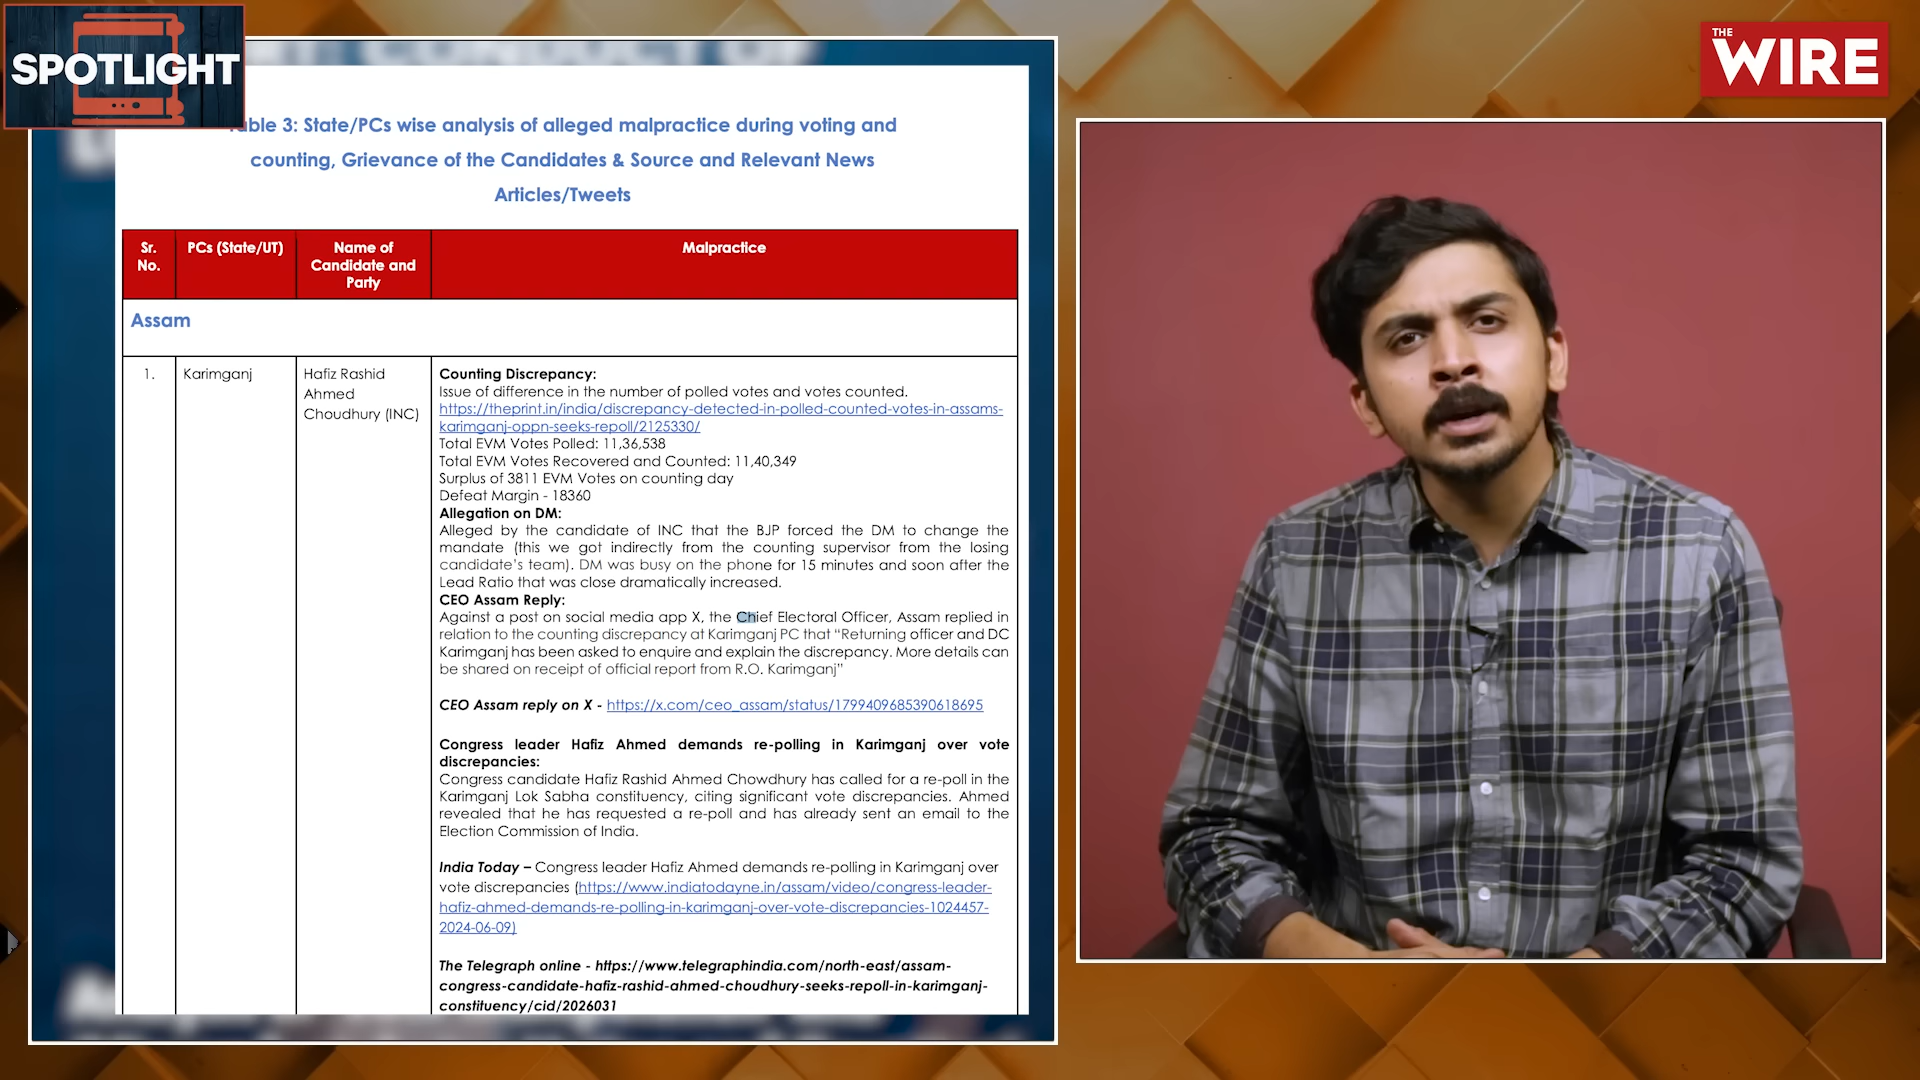 SPOTLIGHT
THE
WIRE
ble 3: State/PCs wise analysis of alleged malpractice during voting and
counting, Grievance of the Candidates & Source and Relevant News
Articles/Tweets
Sr.
No.
PCs (State/UT)
Name of
Candidate and
Party
Malpractice
Assam
1.
Karimganj
Hafiz Rashid
Ahmed
Choudhury (INC)
Counting Discrepancy:
Issue of difference in the number of polled votes and votes counted.
https://theprint.in/india/discrepancy-detected-in-polled-counted-votes-in-assams-
karimganj-oppn-seeks-repoll/2125330/
Total EVM Votes Polled: 11,36,538
Total EVM Votes Recovered and Counted: 11,40,349
Surplus of 3811 EVM Votes on counting day
Defeat Margin - 18360
Allegation on DM:
Alleged by the candidate of INC that the BJP forced the DM to change the
mandate (this we got indirectly from the counting supervisor from the losing
candidate's team). DM was busy on the phone for 15 minutes and soon after the
Lead Ratio that was close dramatically increased.
CEO Assam Reply:
Against a post on social media app X, the Chief Electoral Officer, Assam replied in
relation to the counting discrepancy at Karimganj PC that “Returning officer and DC
Karimganj has been asked to enquire and explain the discrepancy. More details can
be shared on receipt of official report from R.O. Karimganj”
CEO Assam reply on X - https://x.com/ceo_assam/status/1799409685390618695
Congress leader Hafiz Ahmed demands re-polling in Karimganj over vote
discrepancies:
Congress candidate Hafiz Rashid Ahmed Chowdhury has called for a re-poll in the
Karimganj Lok Sabha constituency, citing significant vote discrepancies. Ahmed
revealed that he has requested a re-poll and has already sent an email to the
Election Commission of India.
India Today – Congress leader Hafiz Ahmed demands re-polling in Karimganj over
vote discrepancies (https://www.indiatodayne.in/assam/video/congress-leader-
hafiz-ahmed-demands-re-polling-in-karimganj-over-vote-discrepancies-1024457-
2024-06-09)
The Telegraph online - https://www.telegraphindia.com/north-east/assam-
congress-candidate-hafiz-rashid-ahmed-choudhury-seeks-repoll-in-karimganj-
constituency/cid/2026031